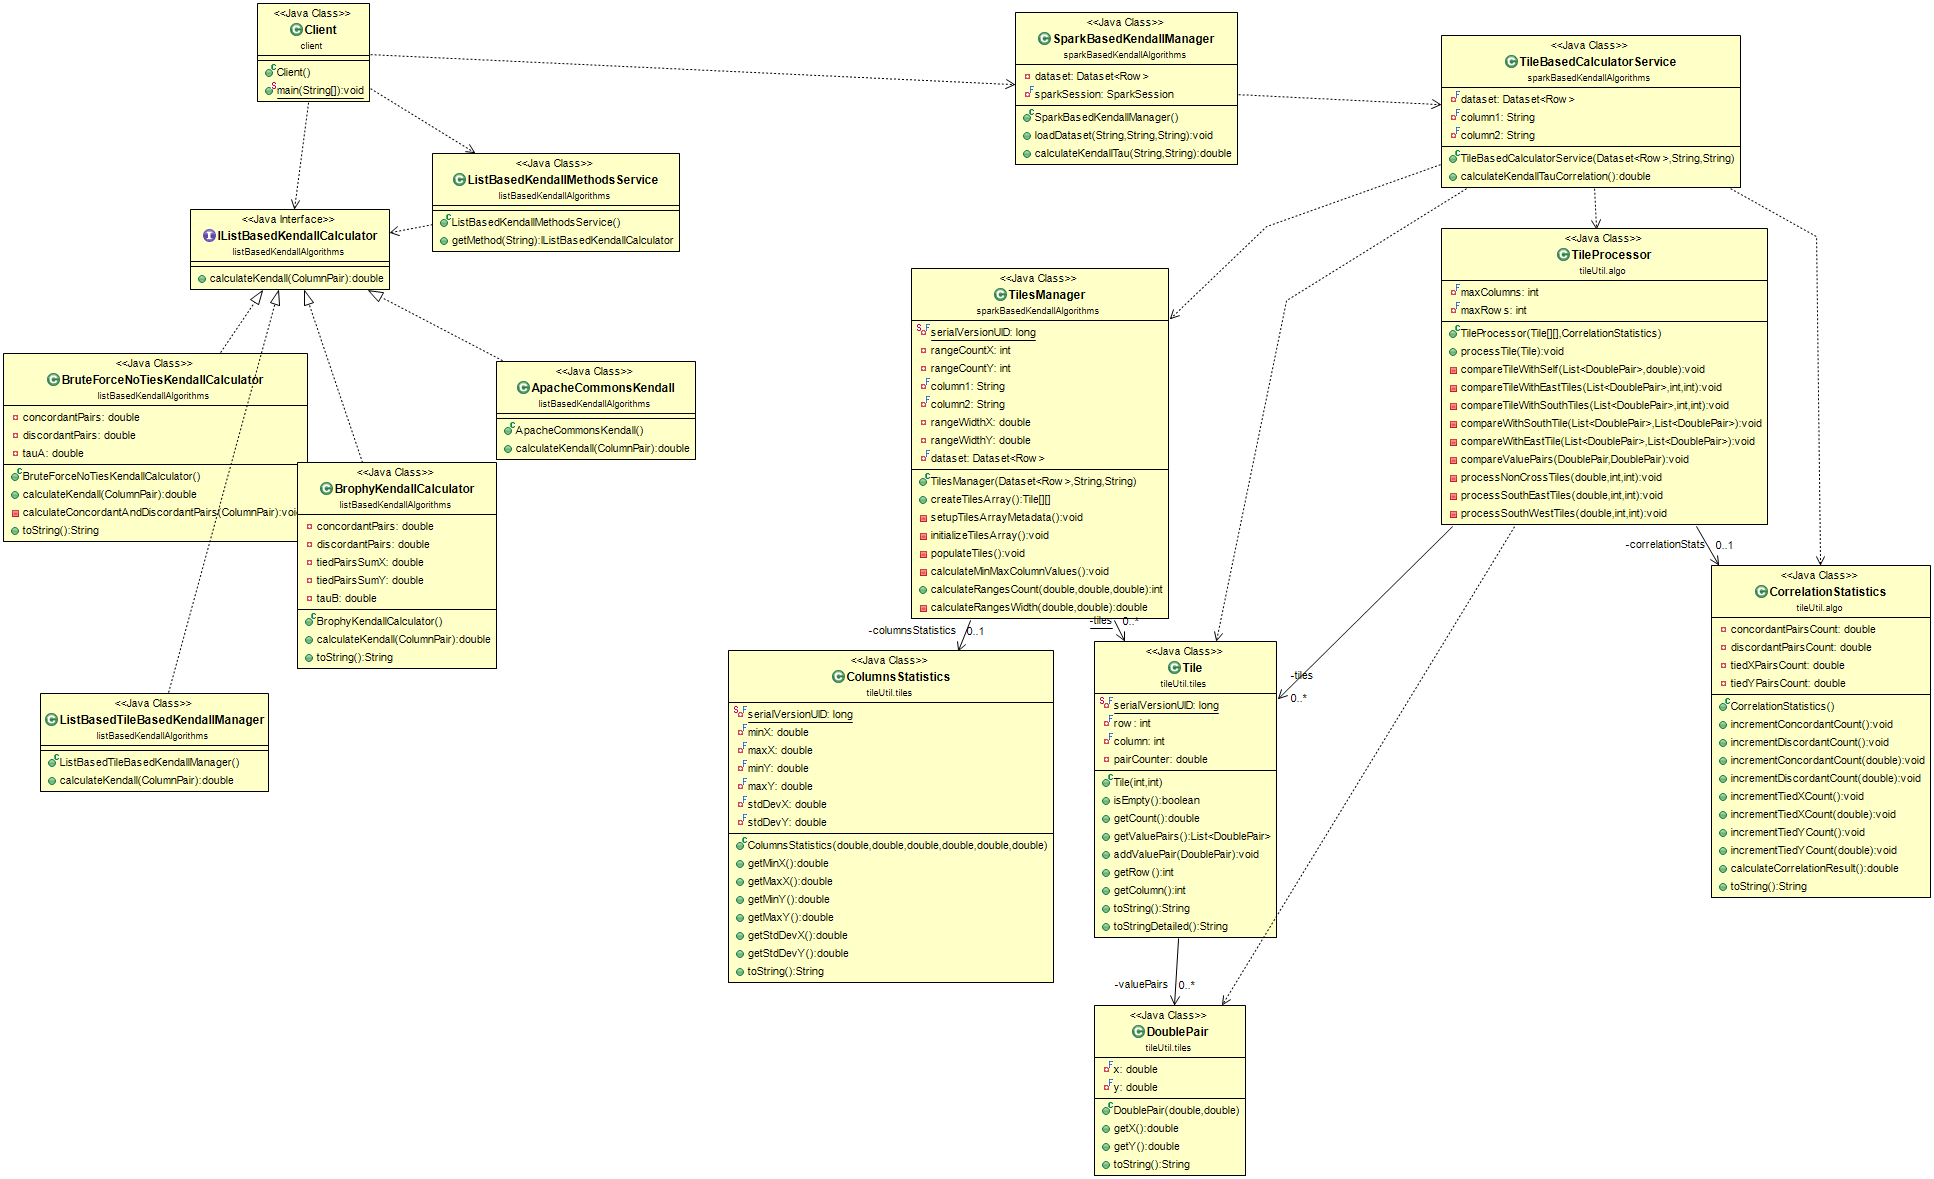 <<Java Class>>
Client
client
Client()
main(String[]):void
<<Java Class>>
SparkBasedKendallManager
sparkBasedKendallAlgorithms
dataset: Dataset<Row>
sparkSession: SparkSession
SparkBasedKendallManager()
loadDataset(String,String,String):void
calculateKendallTau(String,String):double
<<Java Class>>
TileBasedCalculatorService
sparkBasedKendallAlgorithms
dataset: Dataset<Row>
column1: String
column2: String
TileBasedCalculatorService(Dataset<Row>,String,String)
calculateKendallTauCorrelation():double
<<Java Class>>
ListBasedKendallMethodsService
listBasedKendallAlgorithms
ListBasedKendallMethodsService()
getMethod(String):IListBasedKendallCalculator
<<Java Interface>>
IListBasedKendallCalculator
listBasedKendallAlgorithms
calculateKendall(ColumnPair):double
<<Java Class>>
TilesManager
sparkBasedKendallAlgorithms
serialVersionUID: long
rangeCountX: int
rangeCountY: int
column1: String
column2: String
rangeWidthX: double
rangeWidthY: double
dataset: Dataset<Row>
TilesManager(Dataset<Row>,String,String)
createTilesArray():Tile[][]
setupTilesArrayMetadata():void
initializeTilesArray():void
populateTiles():void
calculateMinMaxColumnValues():void
calculateRangesCount(double,double,double):int
calculateRangesWidth(double,double):double
<<Java Class>>
TileProcessor
tileUtil.algo
maxColumns: int
maxRows: int
TileProcessor(Tile[][],CorrelationStatistics)
processTile(Tile):void
compareTileWithSelf(List<DoublePair>,double):void
compareTileWithEastTiles(List<DoublePair>,int,int):void
compareTileWithSouthTiles(List<DoublePair>,int,int):void
compareWithSouthTile(List<DoublePair>,List<DoublePair>):void
compareWithEastTile(List<DoublePair>,List<DoublePair>):void
compareValuePairs(DoublePair,DoublePair):void
processNonCrossTiles(double,int,int):void
processSouthEastTiles(double,int,int):void
processSouthWestTiles(double,int,int):void
<<Java Class>>
BruteForceNoTiesKendallCalculator
listBasedKendallAlgorithms
concordantPairs: double
discordantPairs: double
tauA: double
BruteForceNoTiesKendallCalculator()
calculateKendall(ColumnPair):double
calculateConcordantAndDiscordantPairs(ColumnPair):voi
toString():String
<<Java Class>>
ApacheCommonsKendall
listBasedKendallAlgorithms
ApacheCommonsKendall()
calculateKendall(ColumnPair):double
<<Java Class>>
BrophyKendallCalculator
listBasedKendallAlgorithms
concordantPairs: double
discordantPairs: double
tiedPairsSumX: double
tiedPairsSumY: double
tauB: double
BrophyKendallCalculator()
calculateKendall(ColumnPair):double
toString():String
<<Java Class>>
ListBasedTileBasedKendallManager
listBasedKendallAlgorithms
ListBasedTileBasedKendallManager()
calculateKendall(ColumnPair):double
-columnsStatistics 0..1
-tiles 0..*
-correlationStats 0..1
-tiles
0..*
<<Java Class>>
ColumnsStatistics
tileUtil.tiles
serialVersionUID: long
minX: double
maxX: double
minY: double
maxY: double
stdDevX: double
stdDevY: double
ColumnsStatistics(double,double,double,double,double,double)
getMinX():double
getMaxX():double
getMinY():double
getMaxY():double
getStdDevX():double
getStdDevY():double
toString():String
<<Java Class>>
Tile
tileUtil.tiles
serialVersionUID: long
row: int
column: int
pairCounter: double
Tile(int,int)
isEmpty():boolean
getCount():double
getValuePairs():List<DoublePair>
addValuePair(DoublePair):void
getRow():int
getColumn():int
toString():String
toStringDetailed():String
<<Java Class>>
CorrelationStatistics
tileUtil.algo
concordantPairsCount: double
discordantPairsCount: double
tiedXPairsCount: double
tiedYPairsCount: double
CorrelationStatistics()
incrementConcordantCount():void
incrementDiscordantCount():void
incrementConcordantCount(double):void
incrementDiscordantCount(double):void
incrementTiedXCount():void
incrementTiedXCount(double):void
incrementTiedYCount():void
incrementTiedYCount(double):void
calculateCorrelationResult():double
toString():String
-valuePairs 0..*
<<Java Class>>
DoublePair
tileUtil.tiles
x: double
y: double
DoublePair(double,double)
getX():double
getY():double
toString():String